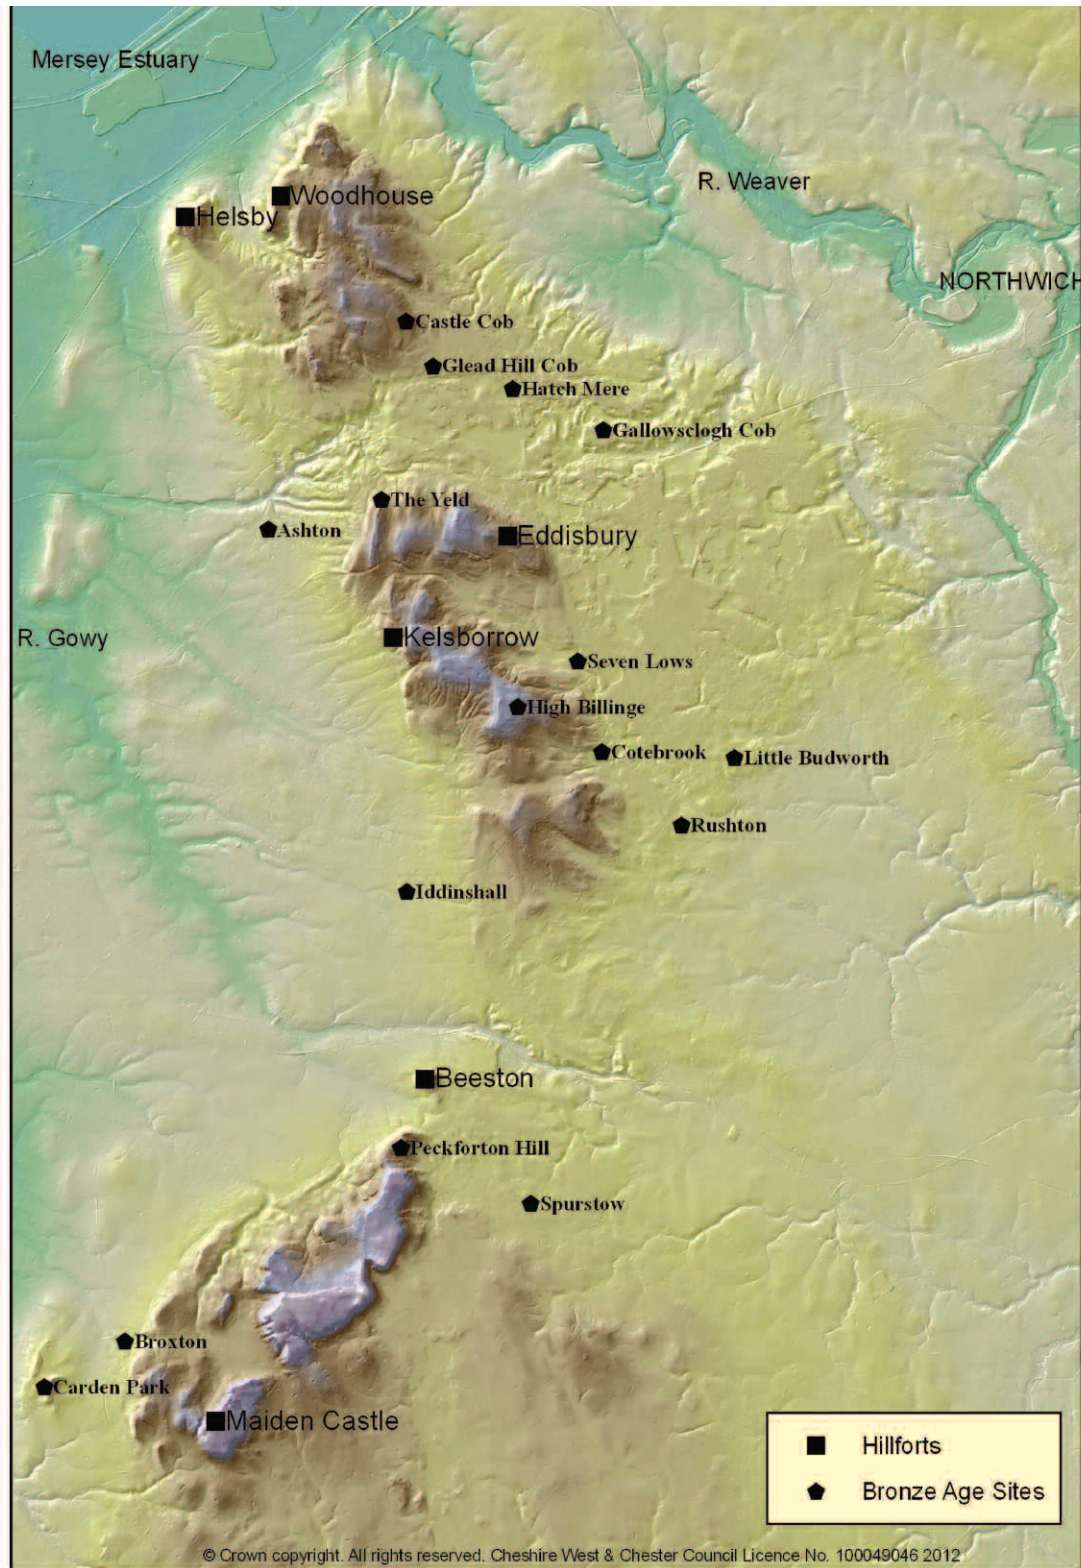 Mersey Estuary
R. Weaver
Woodhouse
Helsby
NORTHWICH
Castle Cob
Glead Hill Cob
Hatch Mere
Gallowsclogh Cob
The Yeld
Ashton
Eddisbury
R. Gowy
Kelsborrow
Seven Lows
High Billinge
Cotebrook
Little Budworth
Rushton
Iddinshall
Beeston
Peckforton Hill
Spurstow
Broxton
Carden Park
Maiden Castle
Hillforts
Bronze Age Sites
© Crown copyright. All rights reserved. Cheshire West & Chester Council Licence No. 100049046 2012